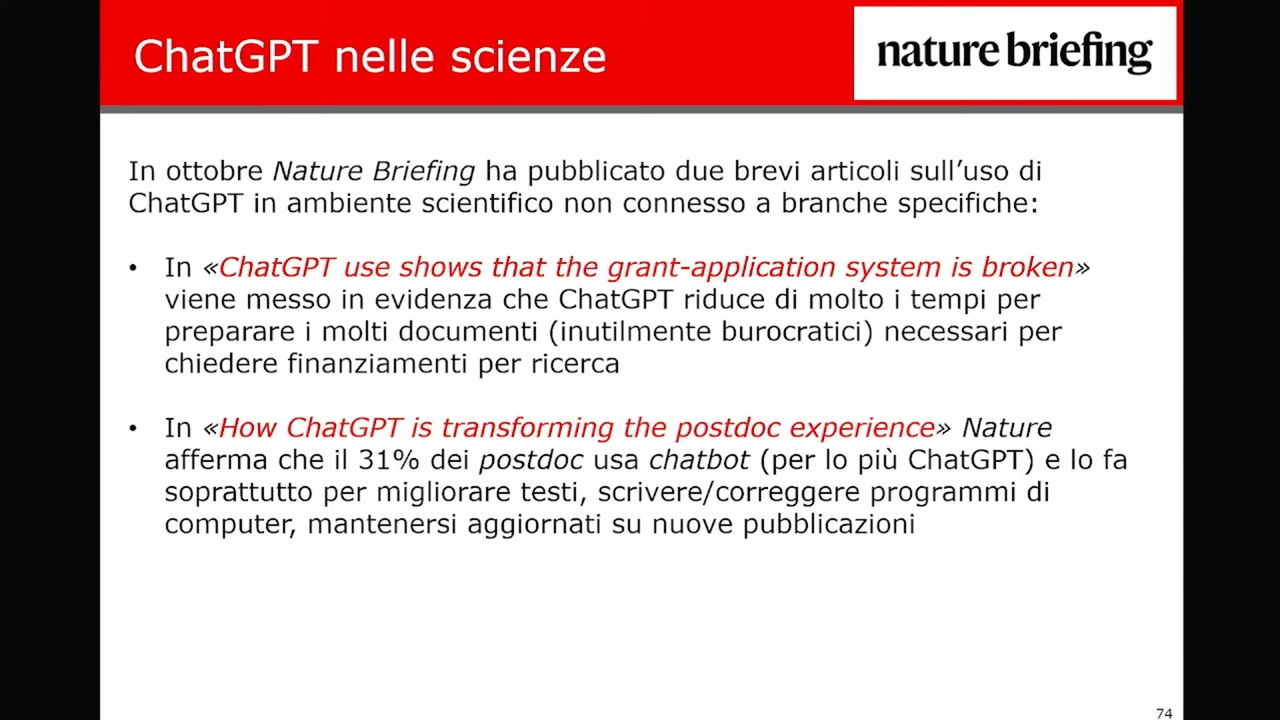 ChatGPT nelle scienze
nature briefing
In ottobre Nature Briefing ha pubblicato due brevi articoli sull’uso di
ChatGPT in ambiente scientifico non connesso a branche specifiche:
• In «ChatGPT use shows that the grant-application system is broken»
viene messo in evidenza che ChatGPT riduce di molto i tempi per
preparare i molti documenti (inutilmente burocratici) necessari per
chiedere finanziamenti per ricerca
• In «How ChatGPT is transforming the postdoc experience» Nature
afferma che il 31% dei postdoc usa chatbot (per lo più ChatGPT) e lo fa
soprattutto per migliorare testi, scrivere/correggere programmi di
computer, mantenersi aggiornati su nuove pubblicazioni
74